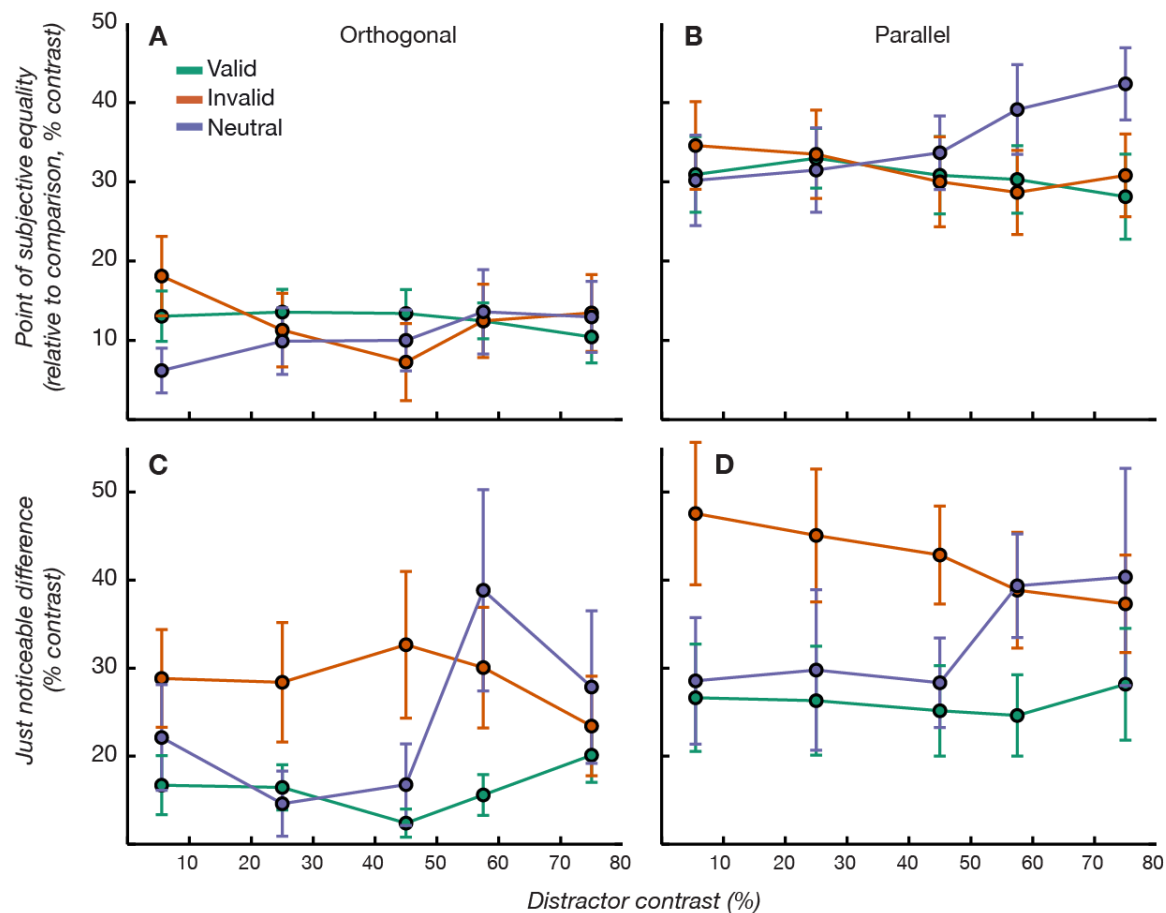 A
Orthogonal
Valid
Invalid
Neutral
B
Parallel
Point of subjective equality
(relative to comparison, % contrast)
50
40
30
20
10
10 20 30 40 50 60 70 80
10 20 30 40 50 60 70 80
C
D
Just noticeable difference
(% contrast)
50
40
30
20
Distractor contrast (%)